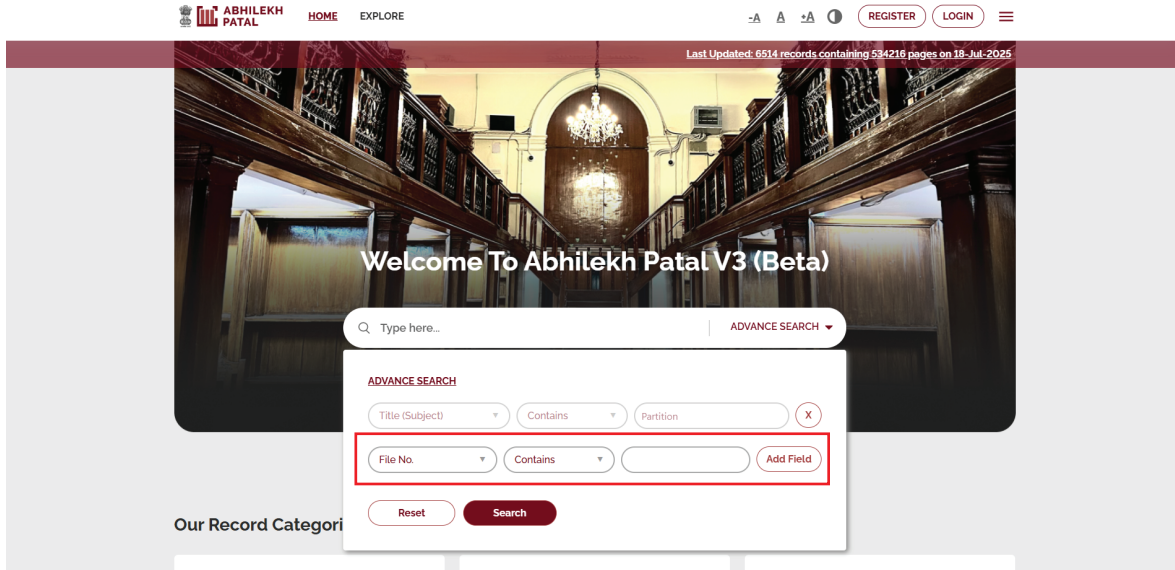 ABHILEKH PATAL HOME EXPLORE -A A +A REGISTER LOGIN
Last Updated: 6514 records containing 534216 pages on 18-Jul-2025
Welcome To Abhilekh Patal V3 (Beta)
Type here... ADVANCE SEARCH
ADVANCE SEARCH
Title (Subject) Contains Partition X
File No. Contains Add Field
Reset Search
Our Record Categori